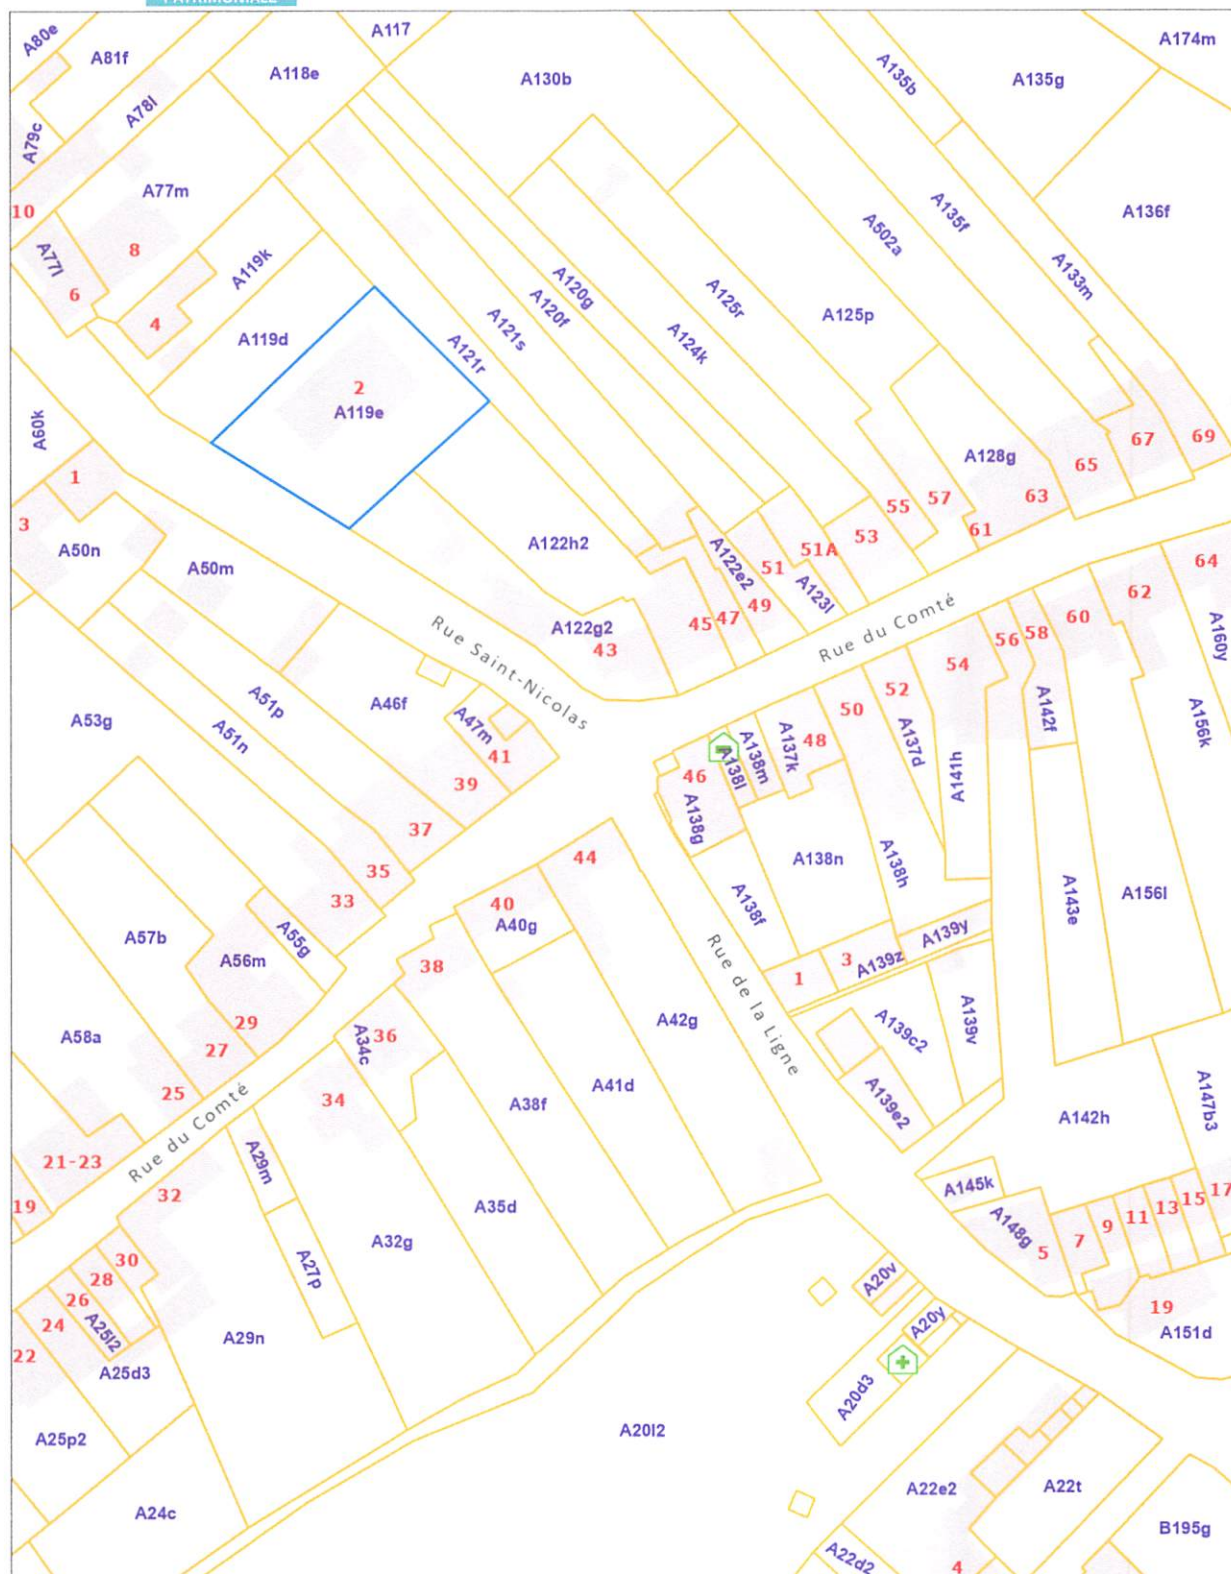 PATRIMONIALE
A80e
A81f
A117
A118e
A130b
A135b
A135g
A174m
A79c
A78l
A77m
10
8
A77l
6
4
A119k
A119d
2
A119e
A121r
A121s
A120f
A120g
A124k
A125r
A125p
A502a
A135f
A133m
A136f
A60k
1
3
A50n
A50m
A122h2
A122g2
43
45
47
49
A122e2
51
51A
A123l
53
55
57
A128g
61
63
65
67
69
64
62
60
58
56
54
52
50
48
46
Rue Saint-Nicolas
Rue du Comté
A160y
A156k
A142f
A141h
A137d
A137k
A138m
A138l
A138g
A53g
A51p
A51n
A46f
A47m
41
39
37
35
33
44
40
A40g
38
A138n
A138h
A138f
A143e
A156l
A139y
A139z
1
3
A57b
A56m
A55g
29
27
25
A58a
Rue de la Ligne
A42g
A41d
A38f
A35d
A34c
36
34
A139c2
A139v
A139e2
A142h
A147b3
A145k
A148g
5
7
9
11
13
15
17
19
A151d
Rue du Comté
21-23
19
32
A29m
A27p
A32g
A29n
30
28
26
24
22
A25l2
A25d3
A25p2
A24c
A20l2
A20v
A20y
A20d3
A22e2
A22t
A22d2
4
B195g